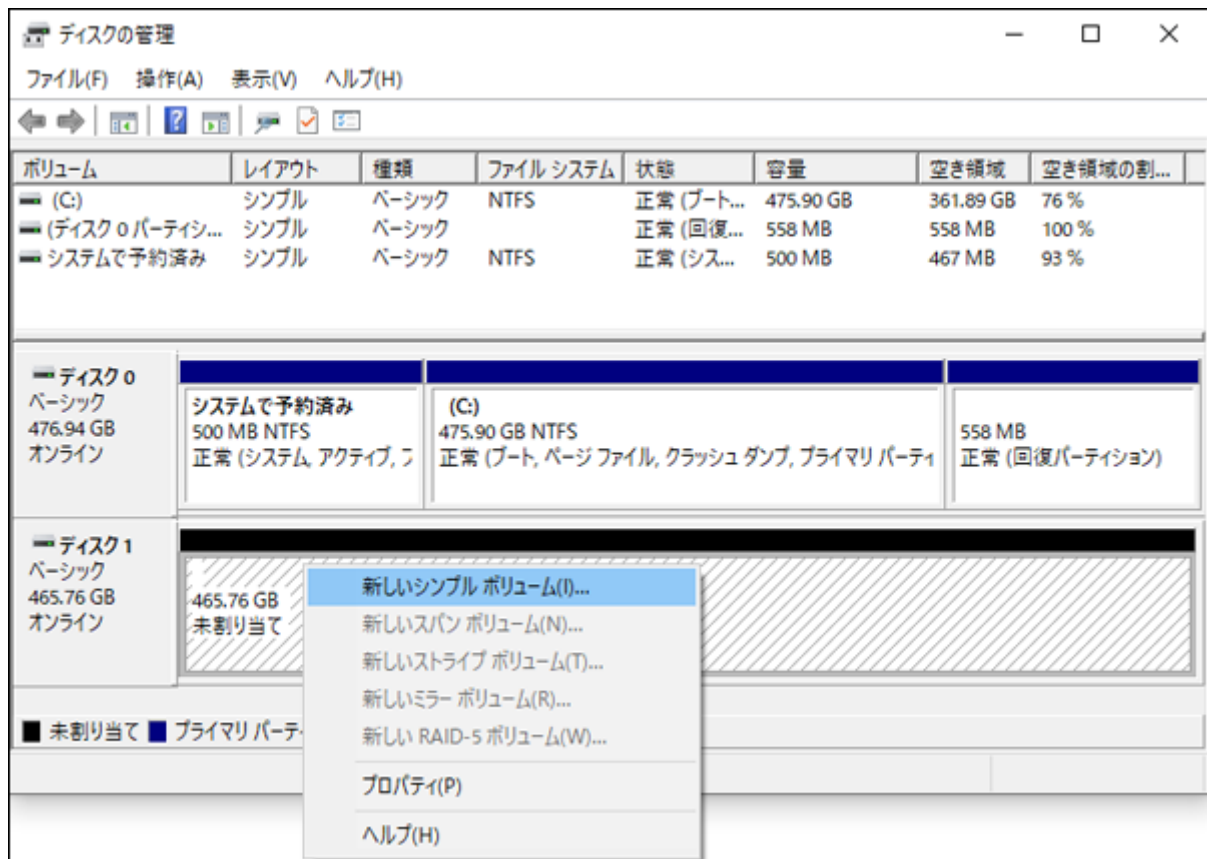 ディスクの管理
ファイル(F) 操作(A) 表示(V) ヘルプ(H)
ボリューム レイアウト 種類 ファイル システム 状態 容量 空き領域 空き領域の割...
(C:) シンプル ベーシック NTFS 正常 (ブート... 475.90 GB 361.89 GB 76 %
(ディスク 0 パーティシ... シンプル ベーシック 正常 (回復... 558 MB 558 MB 100 %
システムで予約済み シンプル ベーシック NTFS 正常 (シス... 500 MB 467 MB 93 %
ディスク 0
ベーシック
476.94 GB
オンライン
システムで予約済み
500 MB NTFS
正常 (システム, アクティブ, フ
(C:)
475.90 GB NTFS
正常 (ブート, ページ ファイル, クラッシュ ダンプ, プライマリ パーティ
558 MB
正常 (回復パーティション)
ディスク 1
ベーシック
465.76 GB
オンライン
465.76 GB
未割り当て
新しいシンプル ボリューム(I)...
新しいスパン ボリューム(N)...
新しいストライプ ボリューム(T)...
新しいミラー ボリューム(R)...
新しい RAID-5 ボリューム(W)...
プロパティ(P)
ヘルプ(H)
未割り当て プライマリ パーテ